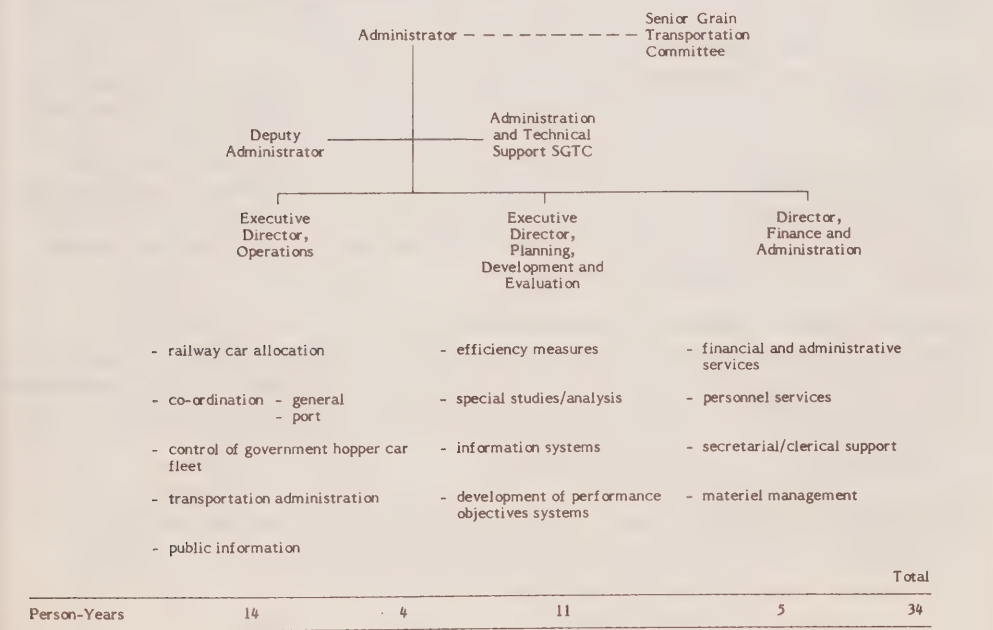 Senior Grain
Administrator - - - - - - - - - - - Transportation
Committee
Deputy
Administrator
Administration
and Technical
Support SGTC
Executive
Director,
Operations
Executive
Director,
Planning,
Development and
Evaluation
Director,
Finance and
Administration
- railway car allocation
- co-ordination - general
- port
- control of government hopper car
fleet
- transportation administration
- public information
- efficiency measures
- special studies/analysis
- information systems
- development of performance
objectives systems
- financial and administrative
services
- personnel services
- secretarial/clerical support
- materiel management
Total
Person-Years 14 4 11 5 34